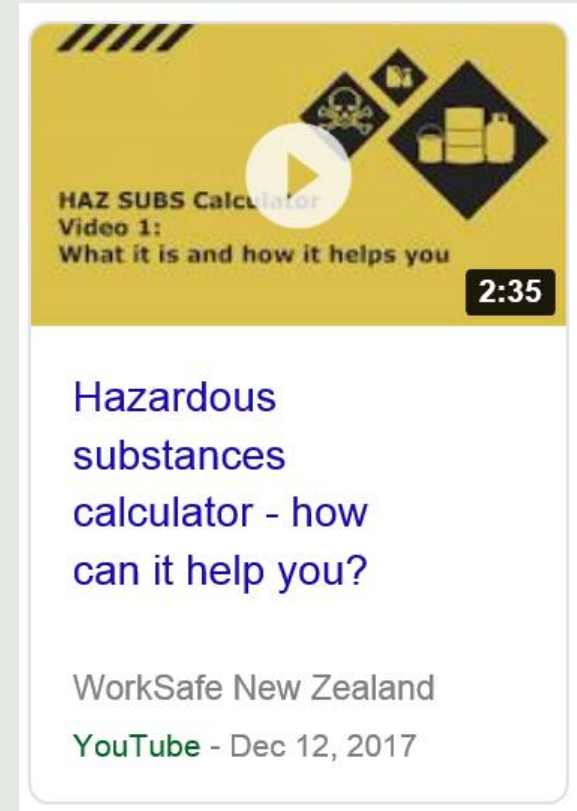 HAZ SUBS Calculator
Video 1:
What it is and how it helps you
2:35
Hazardous
substances
calculator - how
can it help you?
WorkSafe New Zealand
YouTube - Dec 12, 2017